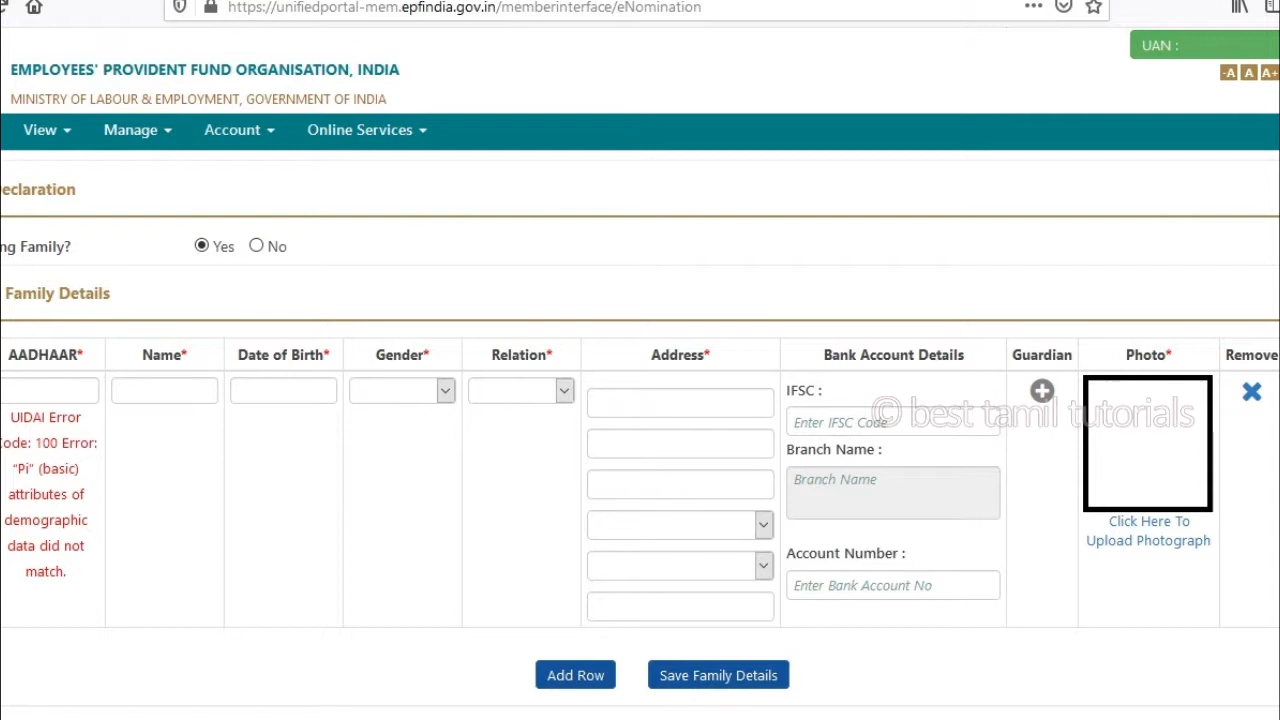 https://unifiedportal-mem.epfindia.gov.in/memberinterface/eNomination
UAN :
EMPLOYEES' PROVIDENT FUND ORGANISATION, INDIA
-A A A+
MINISTRY OF LABOUR & EMPLOYMENT, GOVERNMENT OF INDIA
View Manage Account Online Services
eclaration
ng Family? Yes No
Family Details
AADHAAR* Name* Date of Birth* Gender* Relation* Address* Bank Account Details Guardian Photo* Remove
UIDAI Error
ode: 100 Error:
"Pi" (basic)
attributes of
demographic
data did not
match.
IFSC :
Enter IFSC Code
Branch Name :
Branch Name
Account Number :
Enter Bank Account No
© best tamil tutorials
Click Here To
Upload Photograph
Add Row Save Family Details